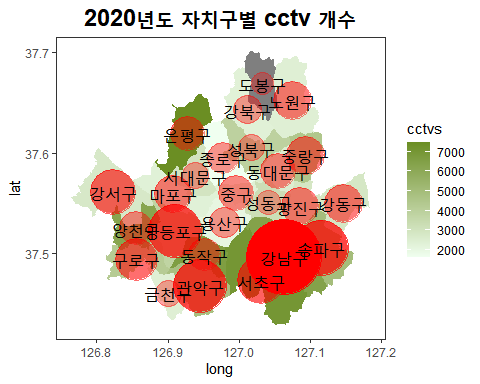 2020년도 자치구별 cctv 개수
37.7
37.6
37.5
lat
126.8 126.9 127.0 127.1 127.2
long
cctvs
7000
6000
5000
4000
3000
2000
도봉구
노원구
강북구
은평구
성북구
중랑구
종로구
동대문구
서대문구
강서구
마포구
중구
성동구
광진구
강동구
용산구
양천구
영등포구
동작구
구로구
송파구
강남구
서초구
관악구
금천구